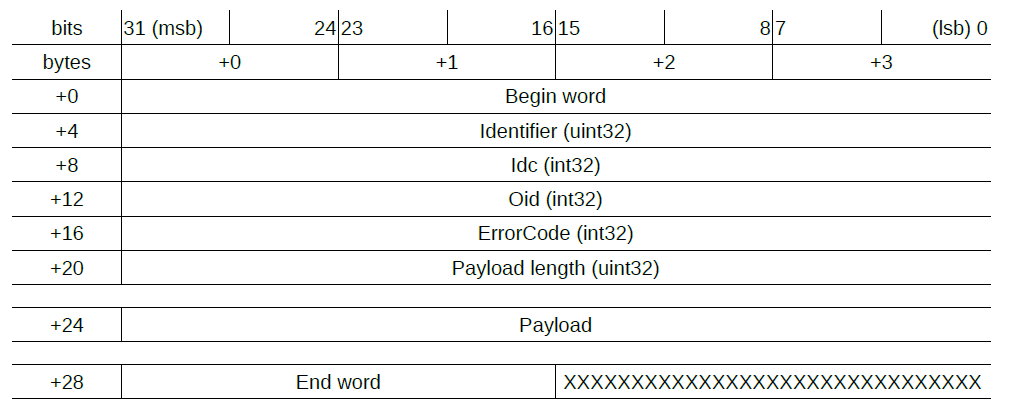 bits 31 (msb) 24 23 16 15 8 7 (lsb) 0
bytes +0 +1 +2 +3
+0 Begin word
+4 Identifier (uint32)
+8 Idc (int32)
+12 Oid (int32)
+16 ErrorCode (int32)
+20 Payload length (uint32)
+24 Payload
+28 End word XXXXXXXXXXXXXXXXXXXXXXXXXXXXXXX